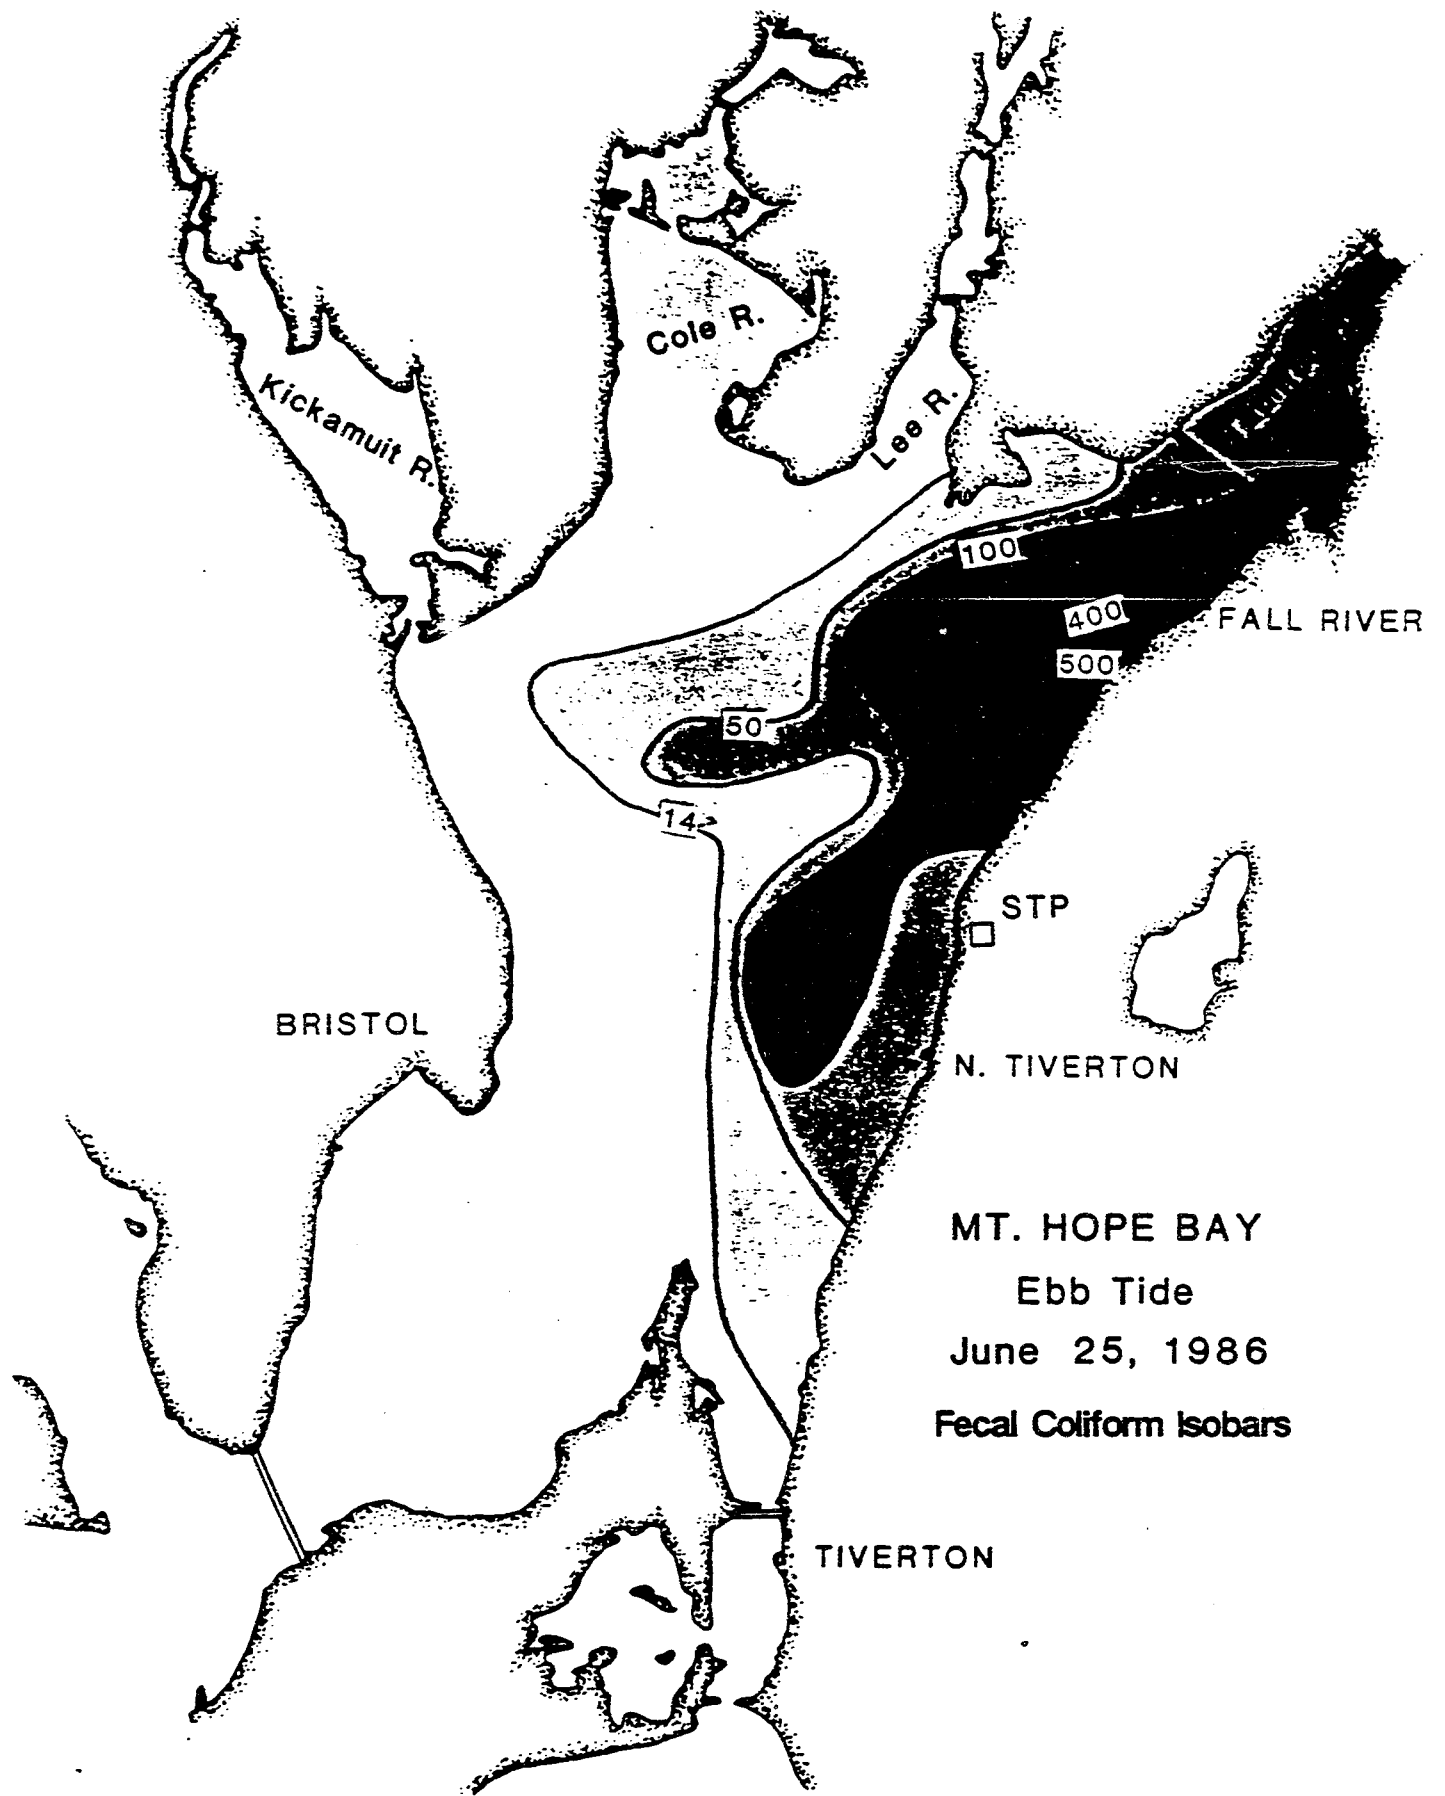 Cole R.
Kickamuit R.
Lee R.
100
400
FALL RIVER
500
50
14
STP
BRISTOL
N. TIVERTON
MT. HOPE BAY
Ebb Tide
June 25, 1986
Fecal Coliform Isobars
TIVERTON